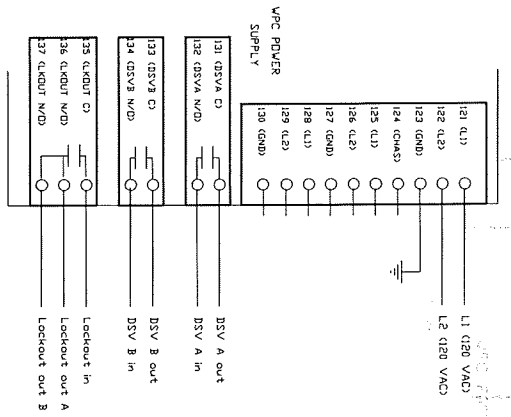 121 (L1)
L1 (120 VAC)
122 (L2)
L2 (120 VAC)
123 (GND)
124 (CHAS)
125 (L1)
126 (L2)
127 (GND)
128 (L1)
129 (L2)
130 (GND)
WPC POWER
SUPPLY
131 (DSVA C)
DSV A out
132 (DSVA N/O)
DSV A in
133 (DSVB C)
DSV B out
134 (DSVB N/O)
DSV B in
135 (LKOUT C)
Lockout in
136 (LKOUT N/O)
Lockout out A
137 (LKOUT N/O)
Lockout out B